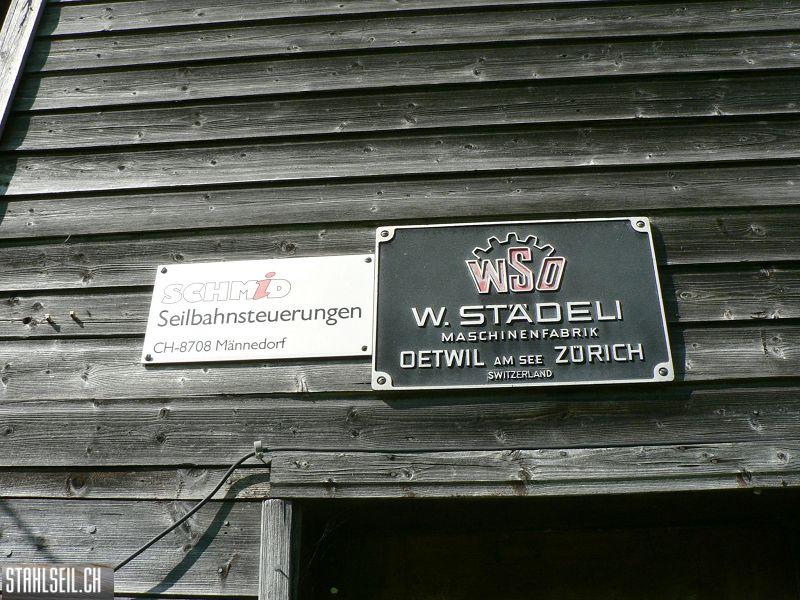 SCHMiD
Seilbahnsteuerungen
CH-8708 Männedorf
WSO
W. STÄDELI
MASCHINENFABRIK
OETWIL AM SEE ZÜRICH
SWITZERLAND
STAHLSEIL.CH